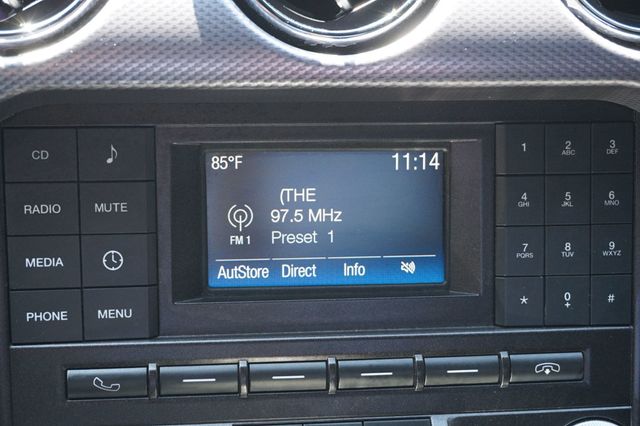 85°F 11:14
(THE
97.5 MHz
FM 1 Preset 1
AutStore Direct Info
CD
RADIO MUTE
MEDIA
PHONE MENU
1 2 ABC 3 DEF
4 GHI 5 JKL 6 MNO
7 PQRS 8 TUV 9 WXYZ
* 0 + #